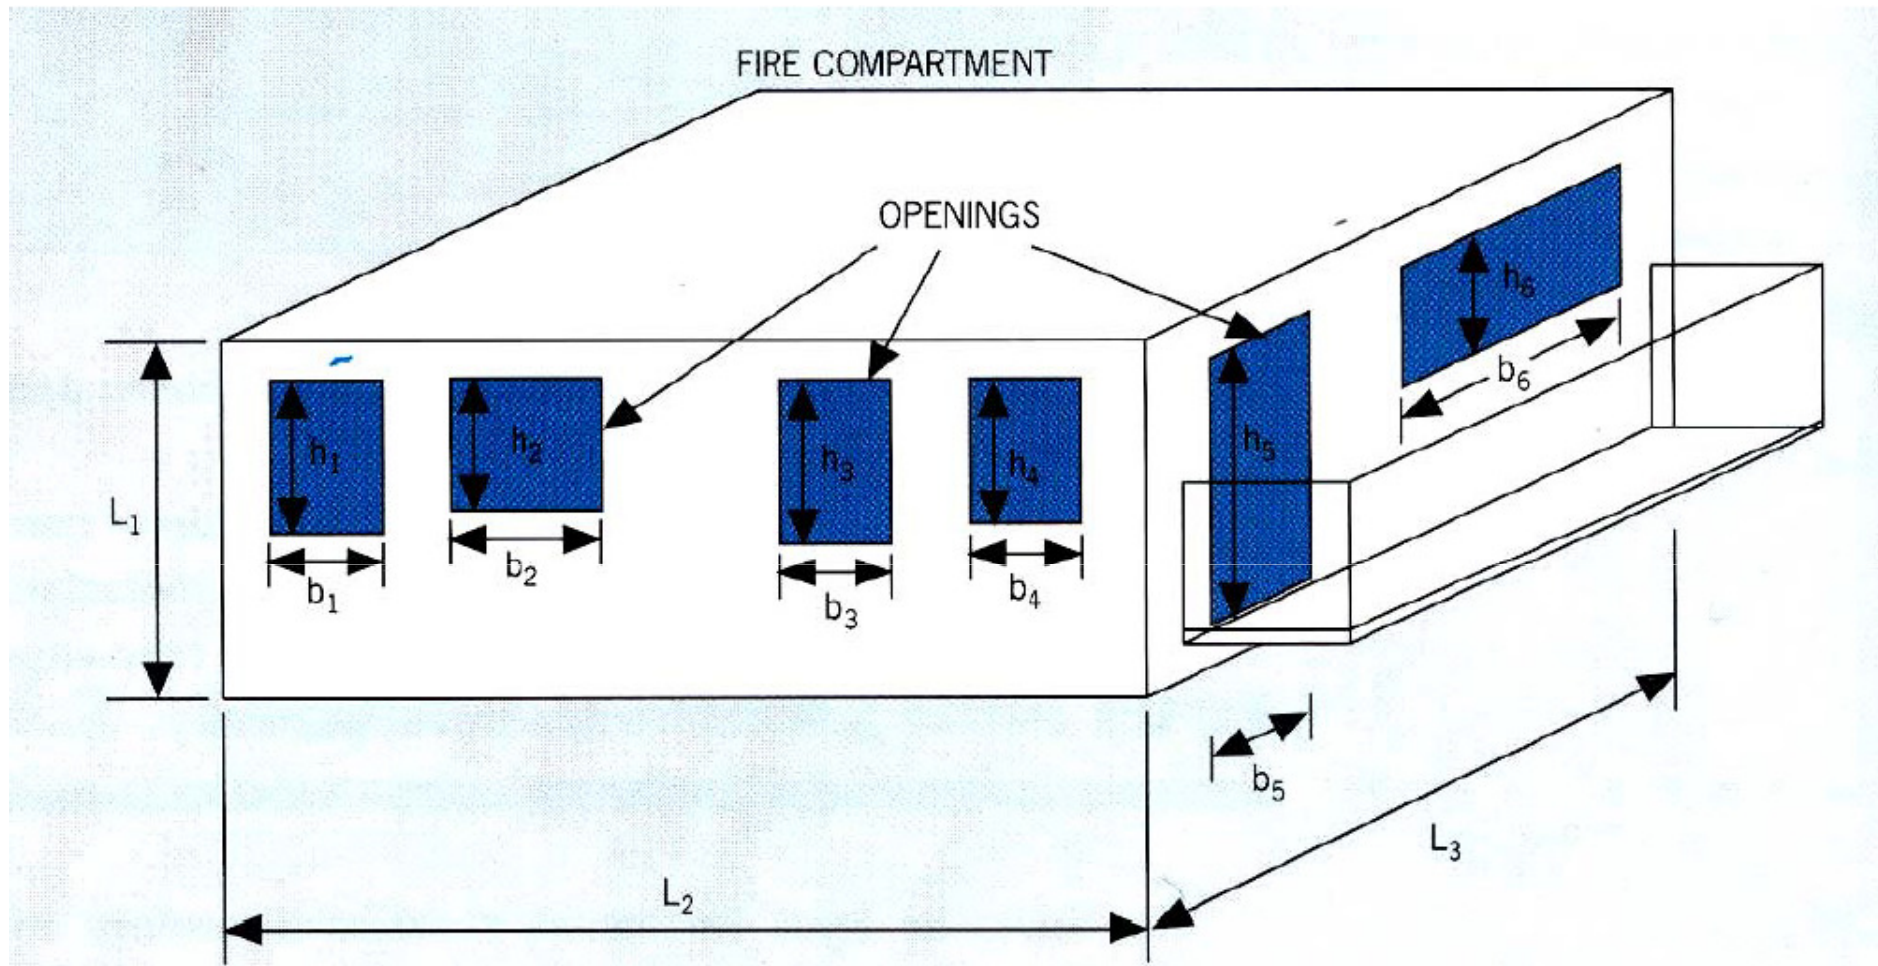 FIRE COMPARTMENT
OPENINGS
h₆
b₆
h₁
h₂
h₃
h₄
h₅
L₁
b₁
b₂
b₃
b₄
b₅
L₃
L₂